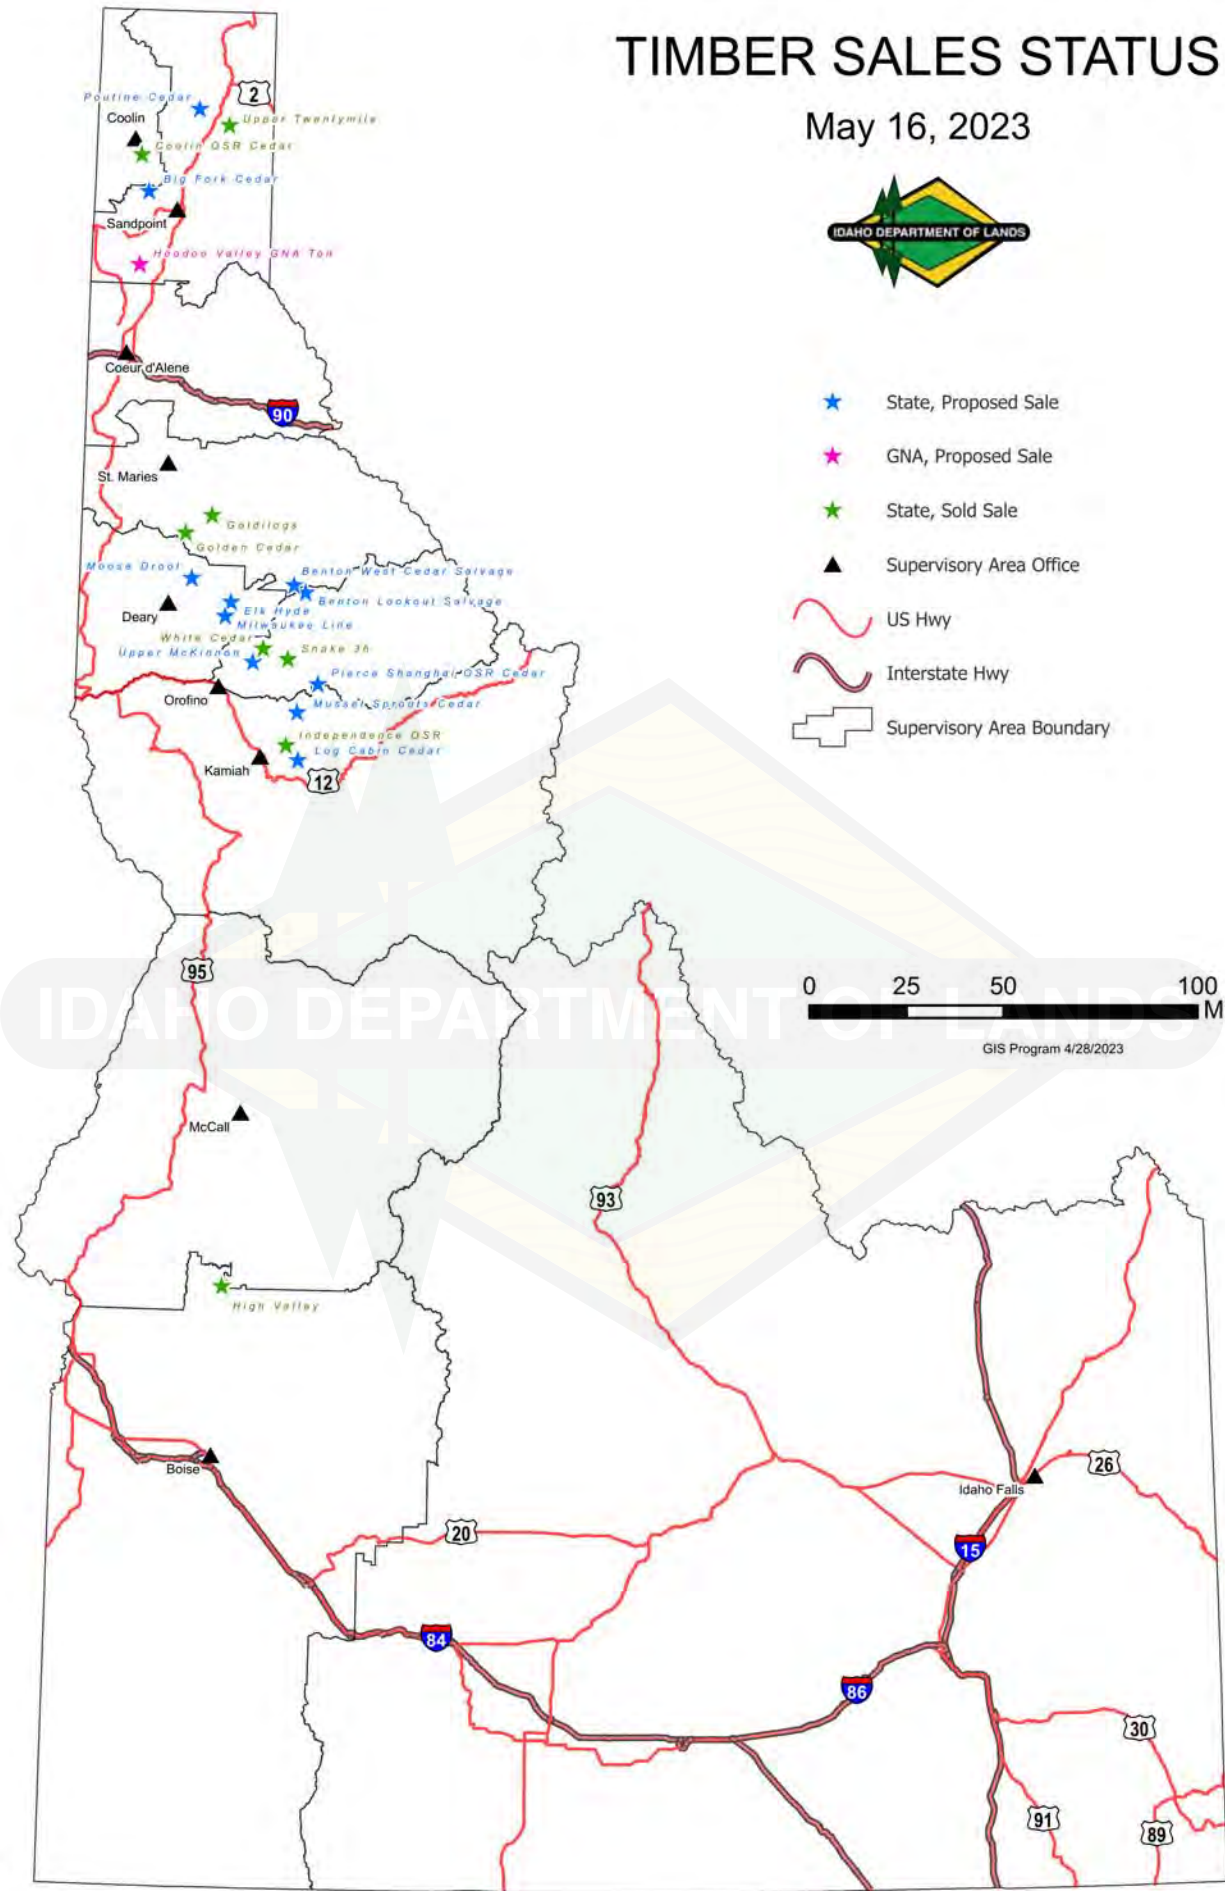 TIMBER SALES STATUS
May 16, 2023
IDAHO DEPARTMENT OF LANDS
2
Poutine Cedar
Coolin
Upper Twentymile
Coolin OSR Cedar
Big Fork Cedar
Sandpoint
Hoodoo Valley GNA Ton
Coeur d'Alene
90
State, Proposed Sale
GNA, Proposed Sale
State, Sold Sale
Supervisory Area Office
US Hwy
Interstate Hwy
Supervisory Area Boundary
St. Maries
Goldilogs
Golden Cedar
Moose Drool
Benton West Cedar Salvage
Benton Lookout Salvage
Deary
Elk Hyde
Milwaukee Line
White Cedar
Snake 36
Upper McKinnon
Pierce Shanghai OSR Cedar
Orofino
Mussel Sprouts Cedar
Independence OSR
Log Cabin Cedar
Kamiah
12
95
0 25 50 100
M
GIS Program 4/28/2023
IDAHO DEPARTMENT OF LANDS
McCall
93
High Valley
Boise
Idaho Falls
26
20
15
84
86
30
91
89